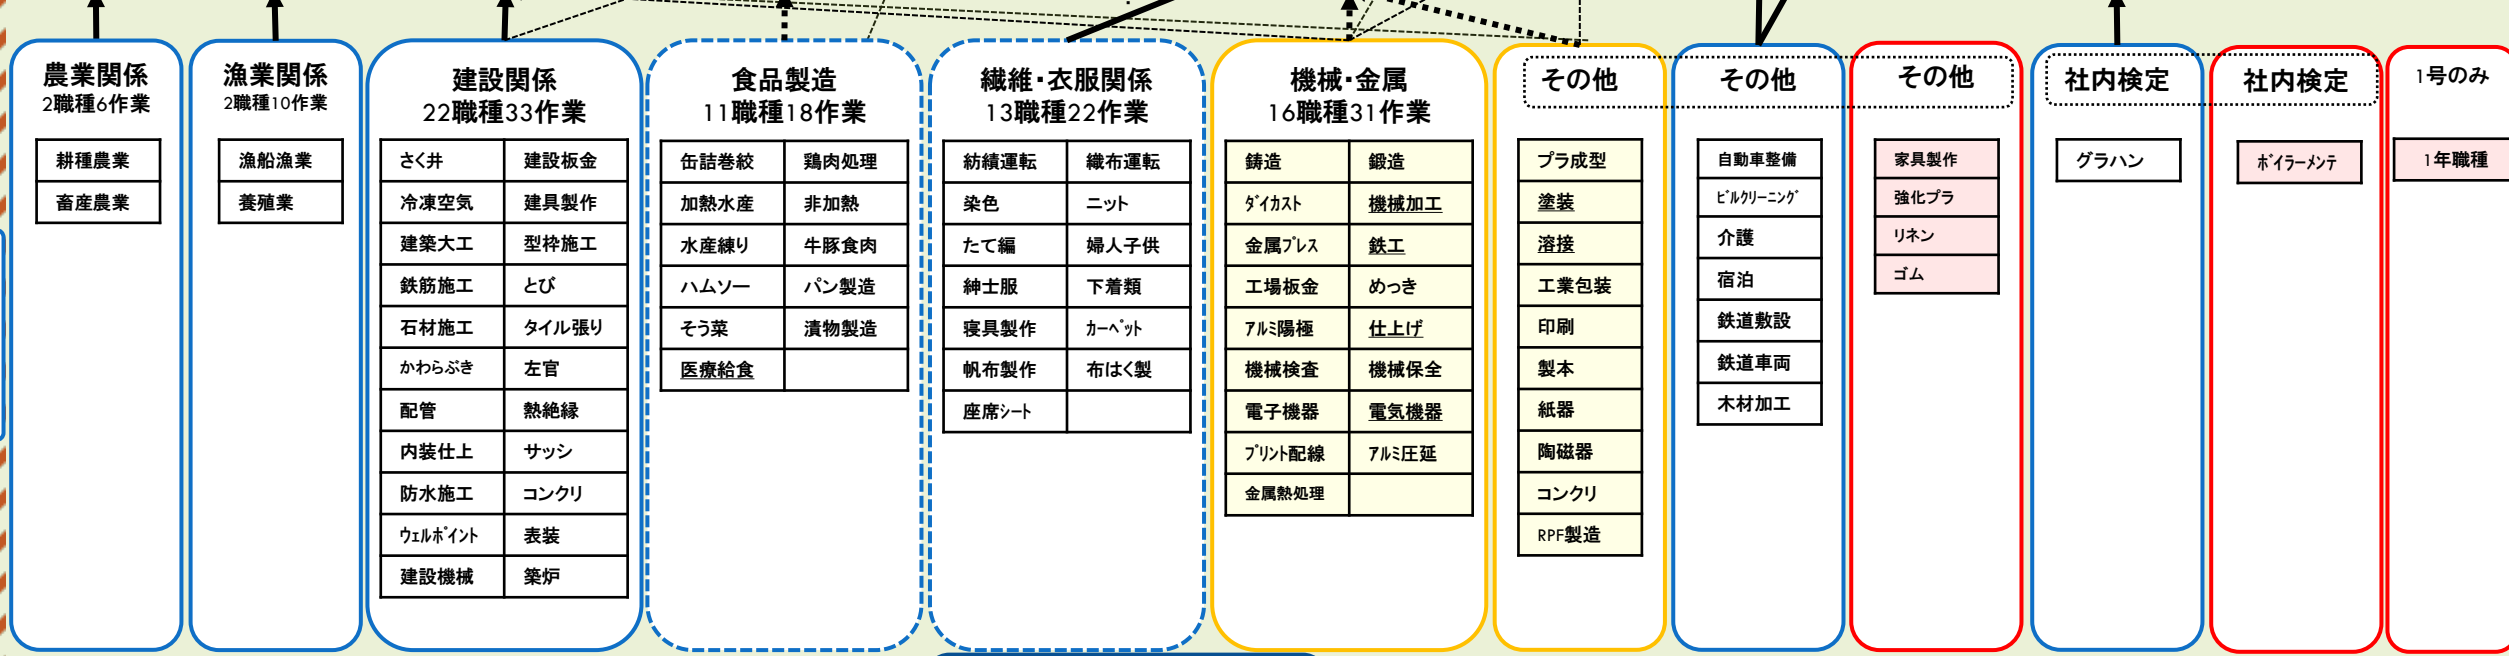 農業関係
2職種6作業
耕種農業
畜産農業
漁業関係
2職種10作業
漁船漁業
養殖業
建設関係
22職種33作業
さく井 建設板金
冷凍空気 建具製作
建築大工 型枠施工
鉄筋施工 とび
石材施工 タイル張り
かわらぶき 左官
配管 熱絶縁
内装仕上 サッシ
防水施工 コンクリ
ウェルポイント 表装
建設機械 築炉
食品製造
11職種18作業
缶詰巻絞 鶏肉処理
加熱水産 非加熱
水産練り 牛豚食肉
ハムソー パン製造
そう菜 漬物製造
医療給食
繊維・衣服関係
13職種22作業
紡績運転 織布運転
染色 ニット
たて編 婦人子供
紳士服 下着類
寝具製作 カーペット
帆布製作 布はく製
座席シート
機械・金属
16職種31作業
鋳造 鍛造
ダイカスト 機械加工
金属プレス 鉄工
工場板金 めっき
アルミ陽極 仕上げ
機械検査 機械保全
電子機器 電気機器
プリント配線 アルミ圧延
金属熱処理
その他
プラ成型
塗装
溶接
工業包装
印刷
製本
紙器
陶磁器
コンクリ
RPF製造
その他
自動車整備
ビルクリーニング
介護
宿泊
鉄道敷設
鉄道車両
木材加工
その他
家具製作
強化プラ
リネン
ゴム
社内検定
グラハン
社内検定
ボイラーメンテ
1号のみ
1年職種